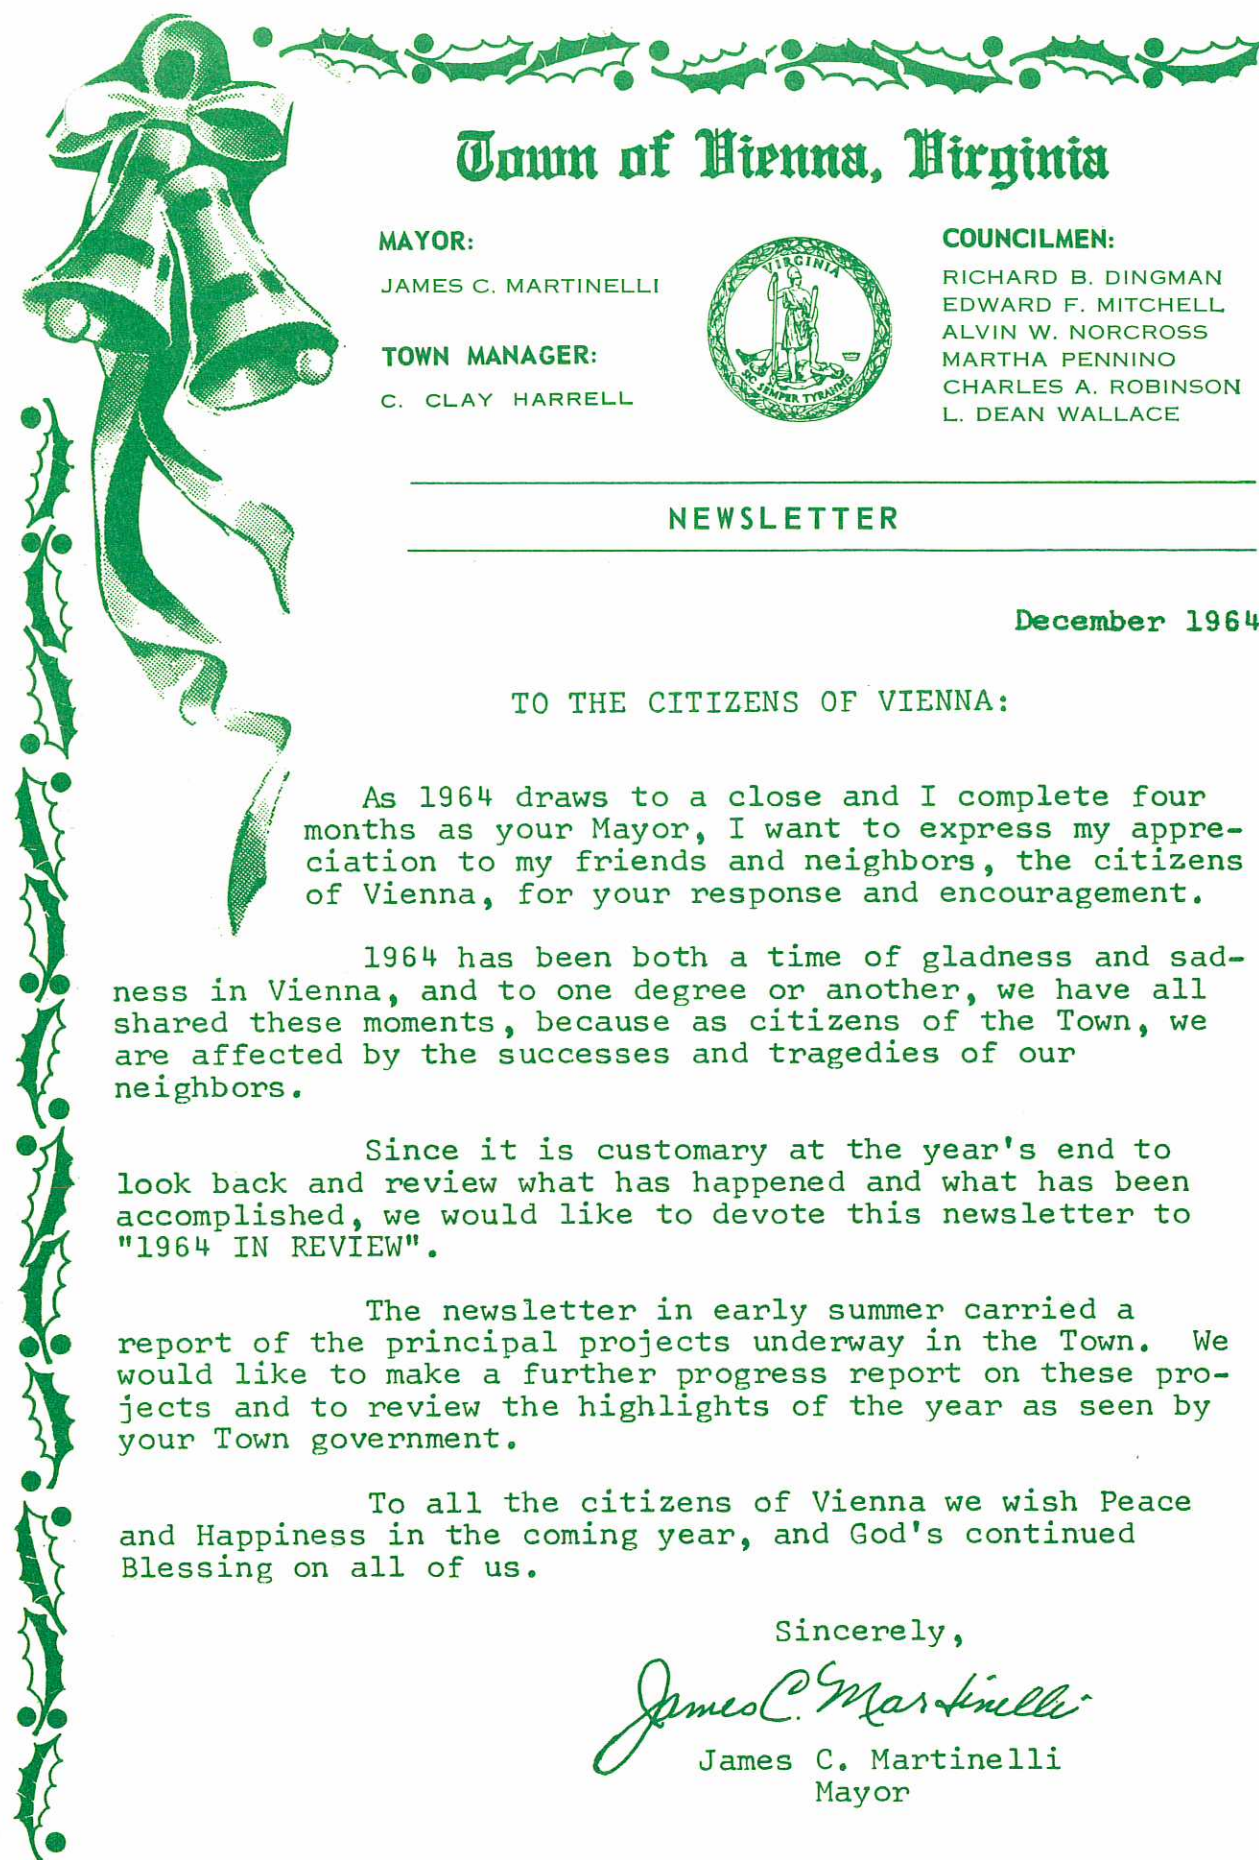 Town of Vienna, Virginia
MAYOR:
JAMES C. MARTINELLI
TOWN MANAGER:
C. CLAY HARRELL
VIRGINIA
SIC SEMPER TYRANNIS
COUNCILMEN:
RICHARD B. DINGMAN
EDWARD F. MITCHELL
ALVIN W. NORCROSS
MARTHA PENNINO
CHARLES A. ROBINSON
L. DEAN WALLACE
NEWSLETTER
December 1964
TO THE CITIZENS OF VIENNA:
As 1964 draws to a close and I complete four
months as your Mayor, I want to express my appre-
ciation to my friends and neighbors, the citizens
of Vienna, for your response and encouragement.
1964 has been both a time of gladness and sad-
ness in Vienna, and to one degree or another, we have all
shared these moments, because as citizens of the Town, we
are affected by the successes and tragedies of our
neighbors.
Since it is customary at the year's end to
look back and review what has happened and what has been
accomplished, we would like to devote this newsletter to
"1964 IN REVIEW".
The newsletter in early summer carried a
report of the principal projects underway in the Town. We
would like to make a further progress report on these pro-
jects and to review the highlights of the year as seen by
your Town government.
To all the citizens of Vienna we wish Peace
and Happiness in the coming year, and God's continued
Blessing on all of us.
Sincerely,
James C. Martinelli
James C. Martinelli
Mayor